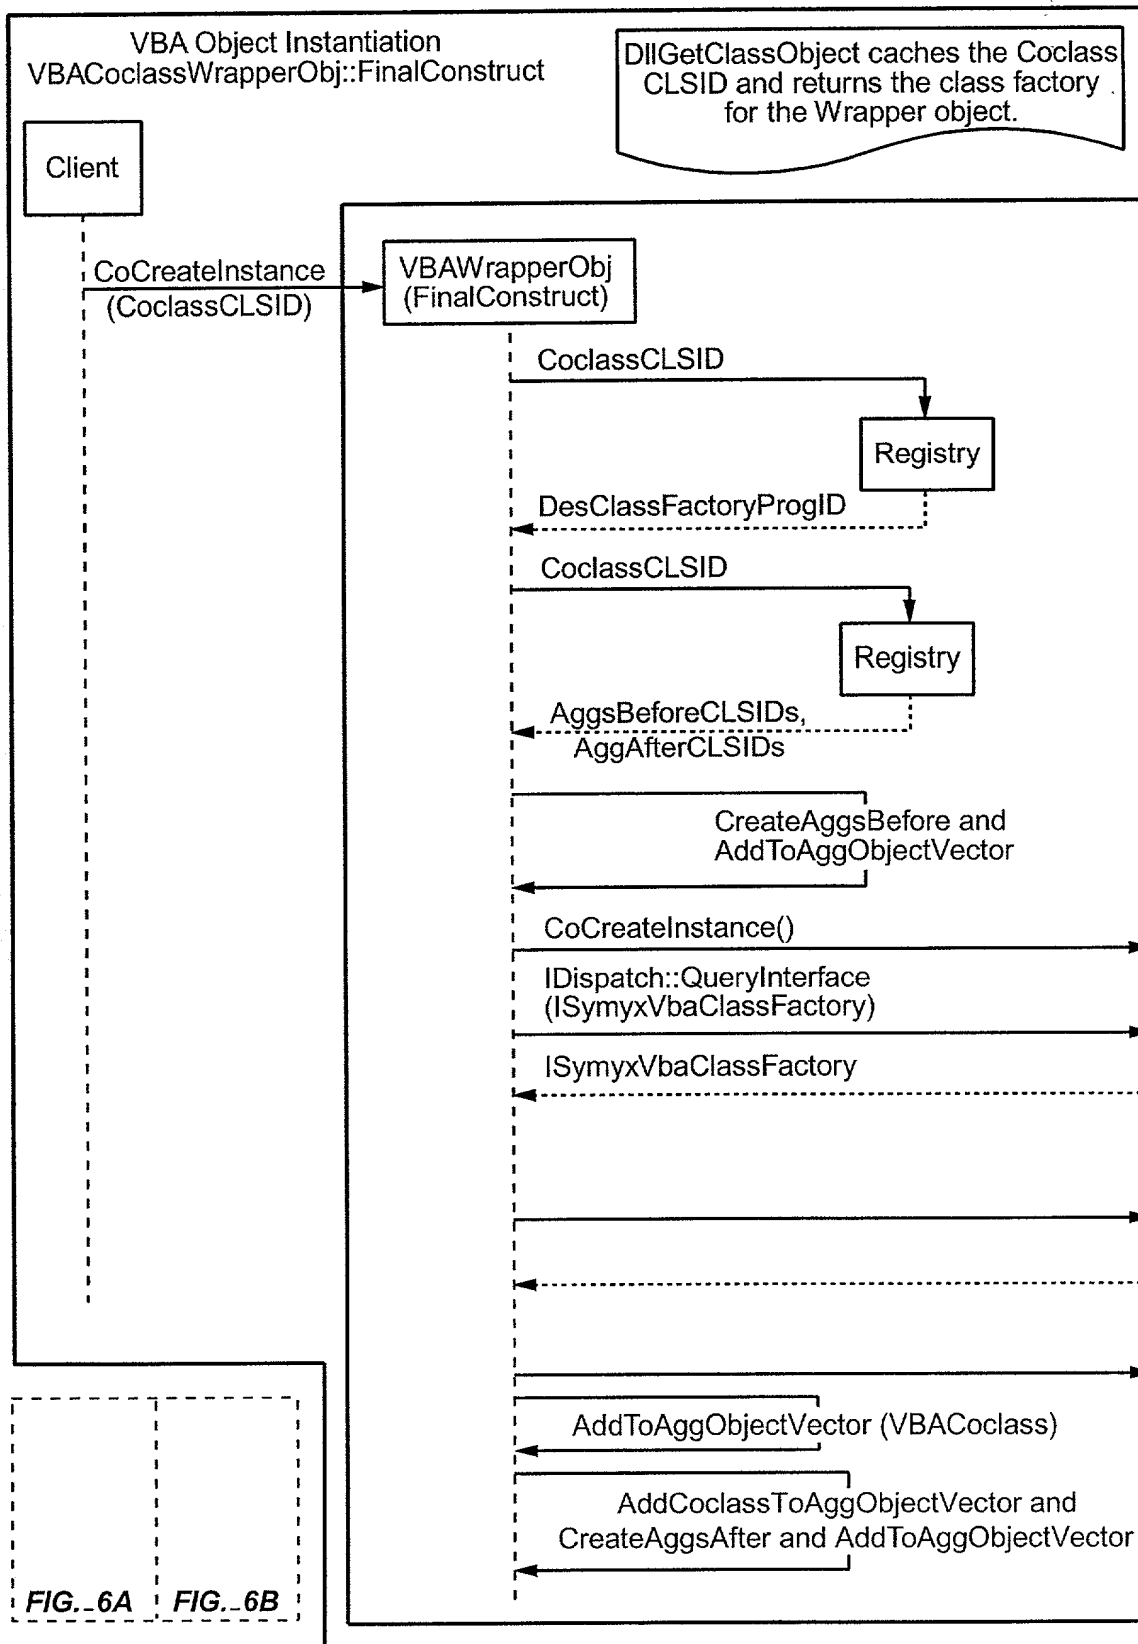 VBA Object Instantiation
VBACoclassWrapperObj::FinalConstruct
DllGetClassObject caches the Coclass
CLSID and returns the class factory
for the Wrapper object.
Client
CoCreateInstance
(CoclassCLSID)
VBAWrapperObj
(FinalConstruct)
CoclassCLSID
Registry
DesClassFactoryProgID
CoclassCLSID
Registry
AggsBeforeCLSIDs,
AggAfterCLSIDs
CreateAggsBefore and
AddToAggObjectVector
CoCreateInstance()
IDispatch::QueryInterface
(ISymyxVbaClassFactory)
ISymyxVbaClassFactory
AddToAggObjectVector (VBACoclass)
AddCoclassToAggObjectVector and
CreateAggsAfter and AddToAggObjectVector
FIG._6A
FIG._6B